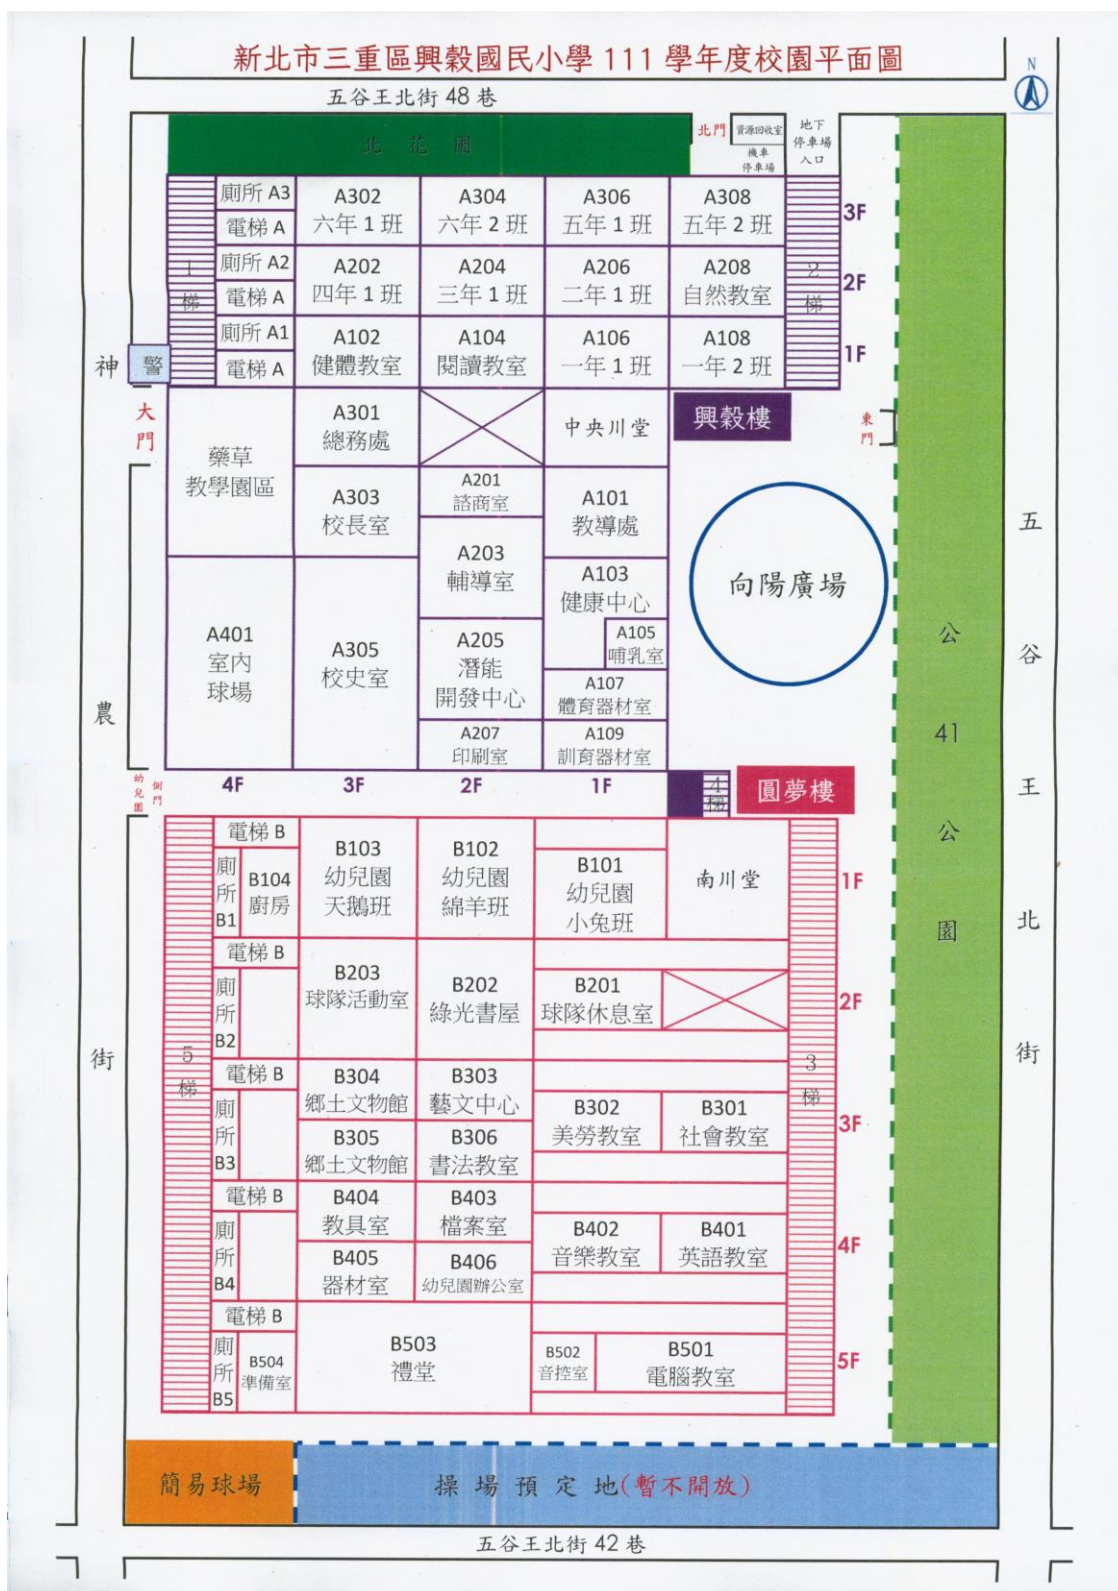 新北市三重區興穀國民小學 111 學年度校園平面圖
N
五谷王北街 48 巷
北 花 園
北門
資源回收室
機車
停車場
地下
停車場
入口
1
梯
廁所 A3
電梯 A
A302
六年 1 班
A304
六年 2 班
A306
五年 1 班
A308
五年 2 班
3F
廁所 A2
電梯 A
A202
四年 1 班
A204
三年 1 班
A206
二年 1 班
A208
自然教室
2
梯
2F
廁所 A1
電梯 A
A102
健體教室
A104
閱讀教室
A106
一年 1 班
A108
一年 2 班
1F
神
農
街
警
大
門
藥草
教學園區
A301
總務處
中央川堂
興穀樓
東
門
A303
校長室
A201
諮商室
A101
教導處
A203
輔導室
A103
健康中心
A105
哺乳室
向陽廣場
A401
室內
球場
A305
校史室
A205
潛能
開發中心
A107
體育器材室
A207
印刷室
A109
訓育器材室
4F
3F
2F
1F
幼
兒
園
側
門
4
梯
圓夢樓
公
41
公
園
五
谷
王
北
街
5
梯
電梯 B
廁
所
B1
B104
廚房
B103
幼兒園
天鵝班
B102
幼兒園
綿羊班
B101
幼兒園
小兔班
南川堂
1F
電梯 B
廁
所
B2
B203
球隊活動室
B202
綠光書屋
B201
球隊休息室
2F
3
梯
電梯 B
廁
所
B3
B304
鄉土文物館
B303
藝文中心
B305
鄉土文物館
B306
書法教室
B302
美勞教室
B301
社會教室
3F
電梯 B
廁
所
B4
B404
教具室
B403
檔案室
B405
器材室
B406
幼兒園辦公室
B402
音樂教室
B401
英語教室
4F
電梯 B
廁
所
B5
B504
準備室
B503
禮堂
B502
音控室
B501
電腦教室
5F
簡易球場
操 場 預 定 地(暫不開放)
五谷王北街 42 巷